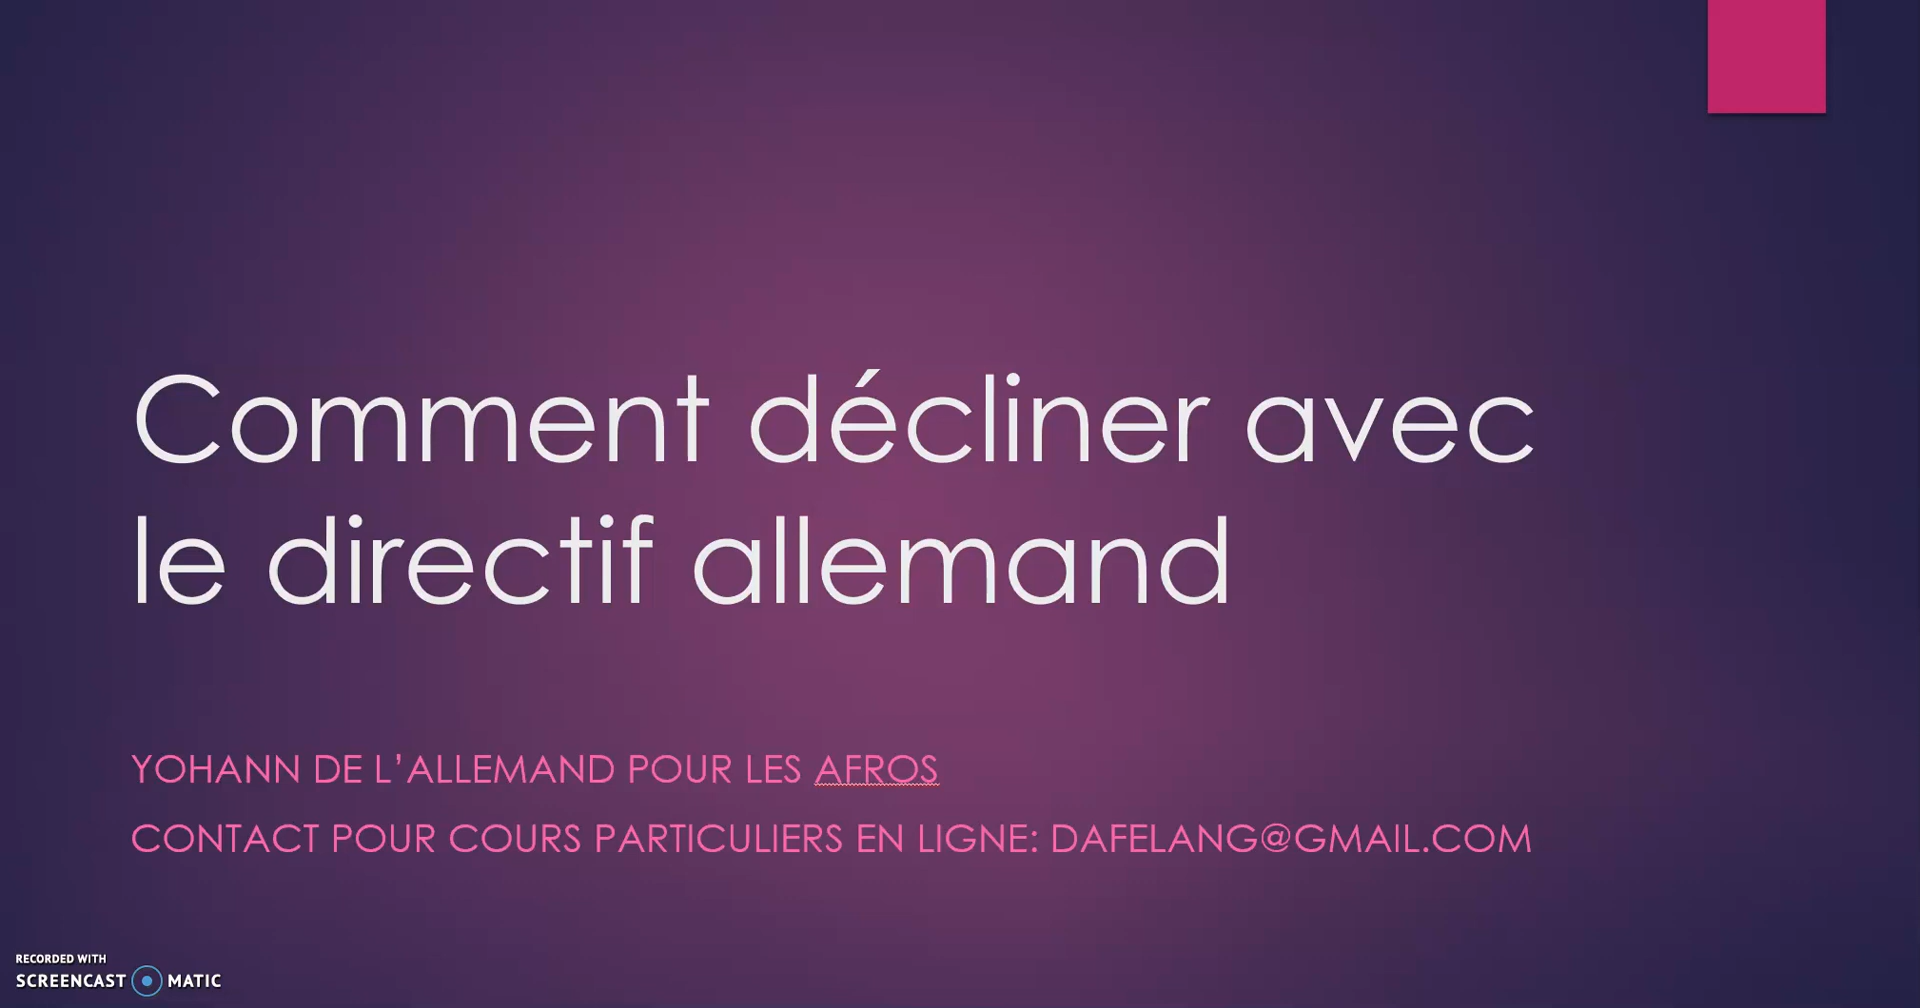 Comment décliner avec
le directif allemand
YOHANN DE L’ALLEMAND POUR LES AFROS
CONTACT POUR COURS PARTICULIERS EN LIGNE: DAFELANG@GMAIL.COM
RECORDED WITH
SCREENCAST MATIC